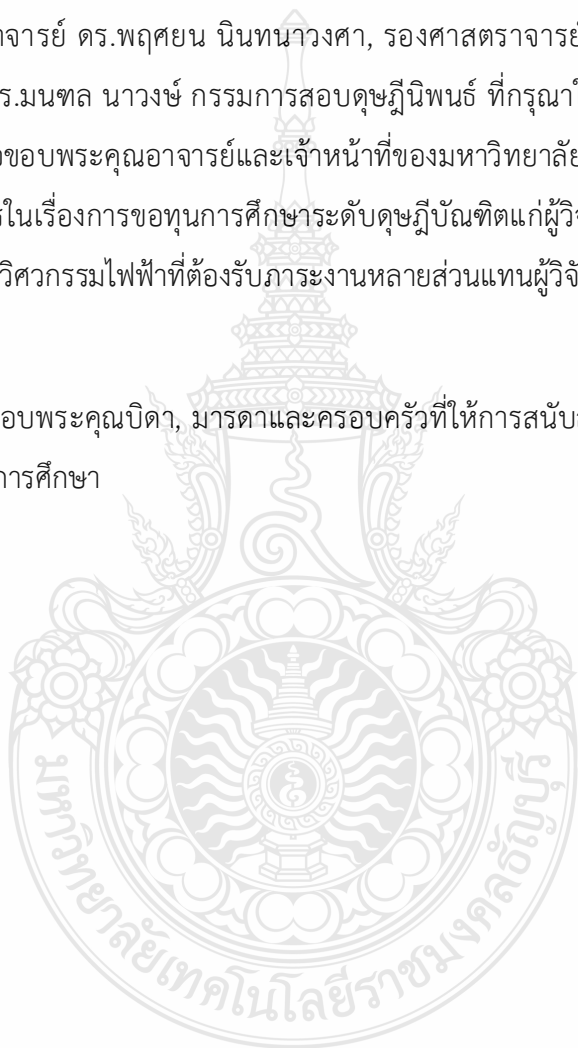 าจารย์ ดร.พฤศยน นินทนาวงศา, รองศาสตราจารย์
ร.มนฑล นาวงษ์ กรรมการสอบดุษฎีนิพนธ์ ที่กรุณาใ
อขอบพระคุณอาจารย์และเจ้าหน้าที่ของมหาวิทยาลัย
รในเรื่องการขอทุนการศึกษาระดับดุษฎีบัณฑิตแก่ผู้วิจ
วิศวกรรมไฟฟ้าที่ต้องรับภาระงานหลายส่วนแทนผู้วิจั
อบพระคุณบิดา, มารดาและครอบครัวที่ให้การสนับส
การศึกษา
มหาวิทยาลัยเทคโนโลยีราชมงคลธัญบุรี